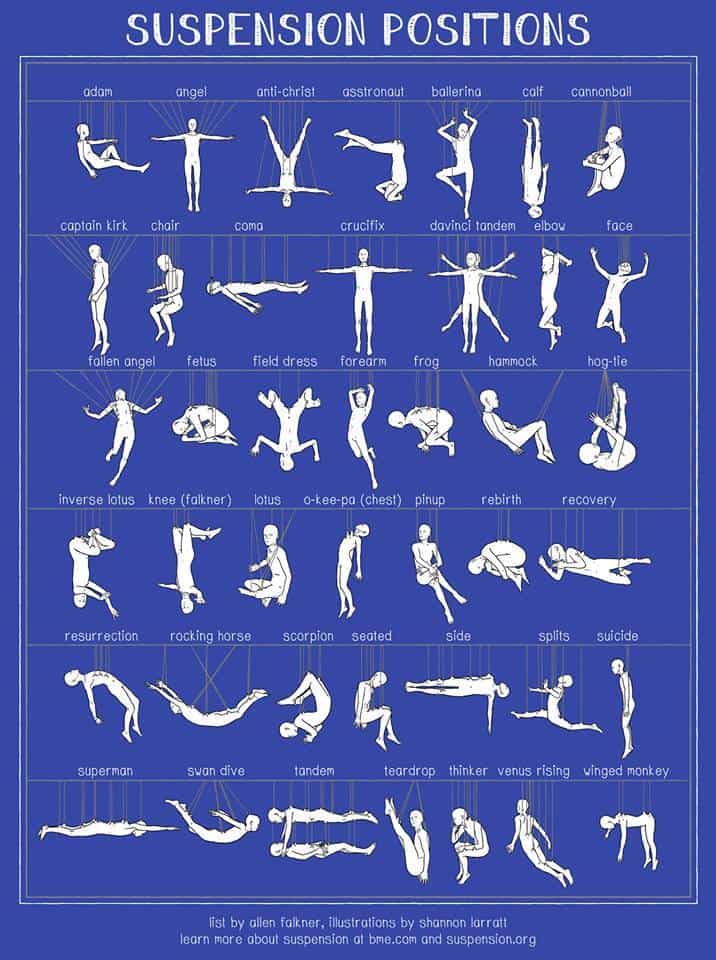 SUSPENSION POSITIONS
adam angel anti-christ asstronaut ballerina calf cannonball
captain kirk chair coma crucifix davinci tandem elbow face
fallen angel fetus field dress forearm frog hammock hog-tie
inverse lotus knee (falkner) lotus o-kee-pa (chest) pinup rebirth recovery
resurrection rocking horse scorpion seated side splits suicide
superman swan dive tandem teardrop thinker venus rising winged monkey
list by allen falkner, illustrations by shannon larratt
learn more about suspension at bme.com and suspension.org